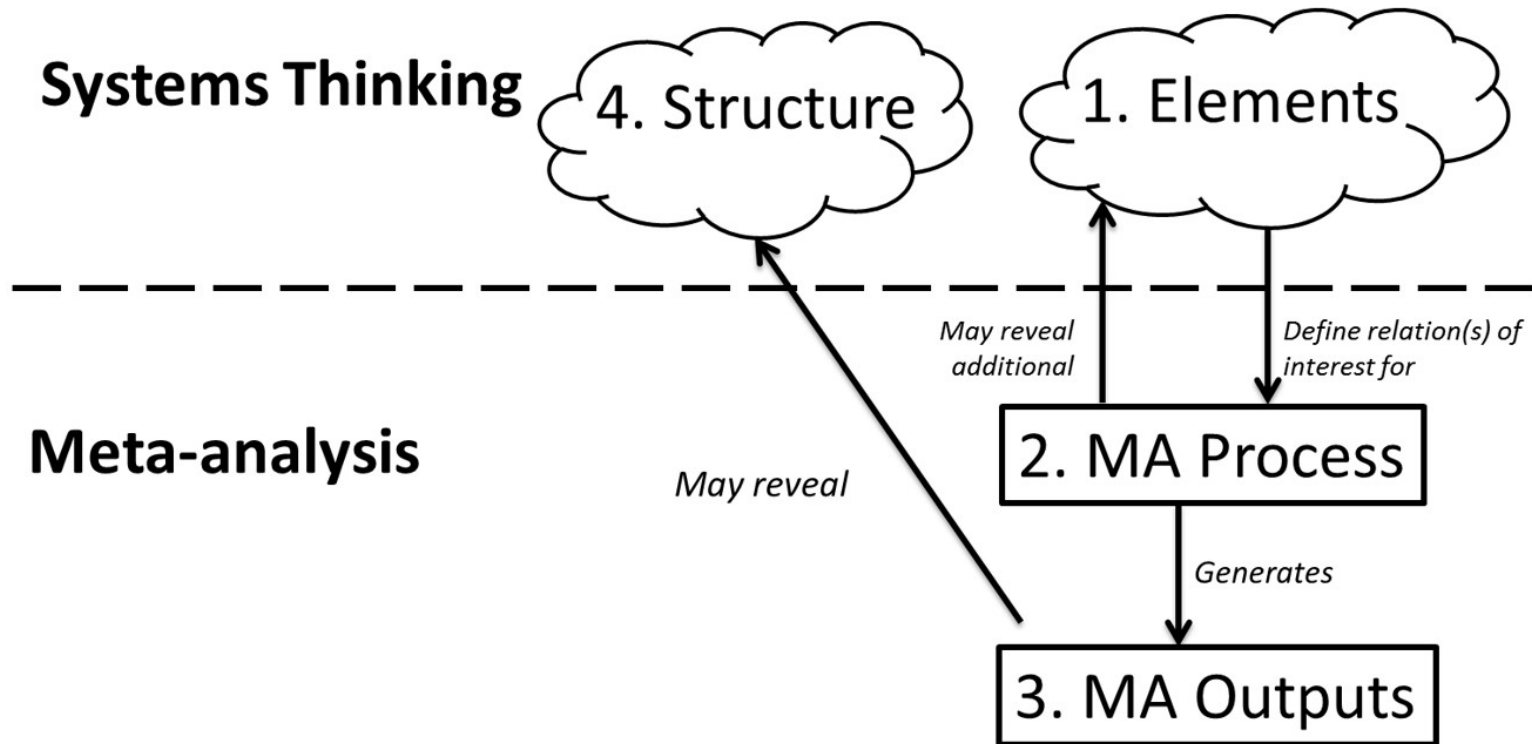 Systems Thinking
4. Structure
1. Elements
May reveal
additional
Define relation(s) of
interest for
Meta-analysis
2. MA Process
May reveal
Generates
3. MA Outputs